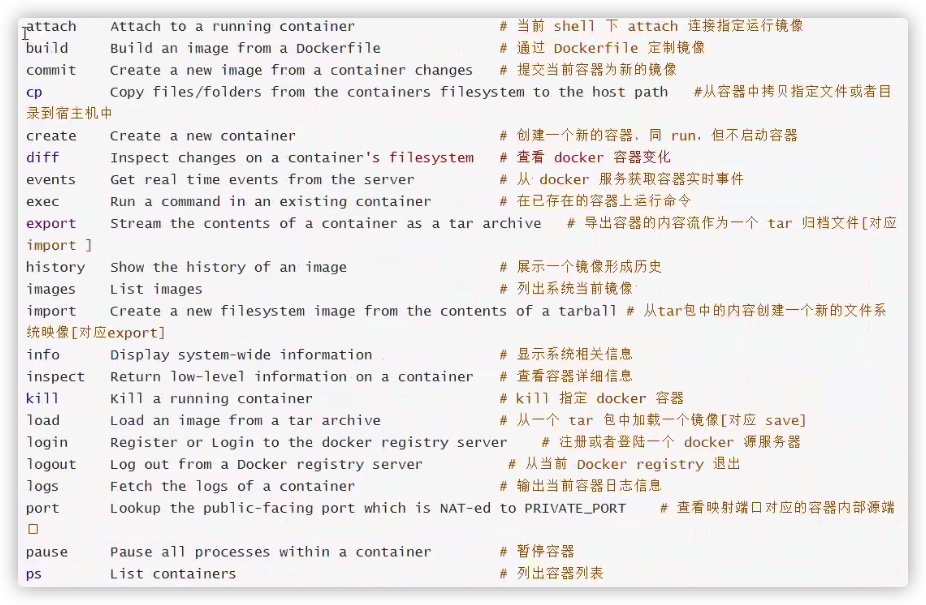 attach    Attach to a running container                 # 当前 shell 下 attach 连接指定运行镜像
build     Build an image from a Dockerfile              # 通过 Dockerfile 定制镜像
commit    Create a new image from a container changes   # 提交当前容器为新的镜像
cp        Copy files/folders from the containers filesystem to the host path   #从容器中拷贝指定文件或者目
录到宿主机中
create    Create a new container                        # 创建一个新的容器，同 run，但不启动容器
diff      Inspect changes on a container's filesystem   # 查看 docker 容器变化
events    Get real time events from the server          # 从 docker 服务获取容器实时事件
exec      Run a command in an existing container        # 在已存在的容器上运行命令
export    Stream the contents of a container as a tar archive   # 导出容器的内容流作为一个 tar 归档文件[对应
import ]
history   Show the history of an image                  # 展示一个镜像形成历史
images    List images                                   # 列出系统当前镜像
import    Create a new filesystem image from the contents of a tarball # 从tar包中的内容创建一个新的文件系
统映像[对应export]
info      Display system-wide information               # 显示系统相关信息
inspect   Return low-level information on a container   # 查看容器详细信息
kill      Kill a running container                      # kill 指定 docker 容器
load      Load an image from a tar archive              # 从一个 tar 包中加载一个镜像[对应 save]
login     Register or Login to the docker registry server    # 注册或者登陆一个 docker 源服务器
logout    Log out from a Docker registry server          # 从当前 Docker registry 退出
logs      Fetch the logs of a container                 # 输出当前容器日志信息
port      Lookup the public-facing port which is NAT-ed to PRIVATE_PORT    # 查看映射端口对应的容器内部源端
口
pause     Pause all processes within a container        # 暂停容器
ps        List containers                               # 列出容器列表